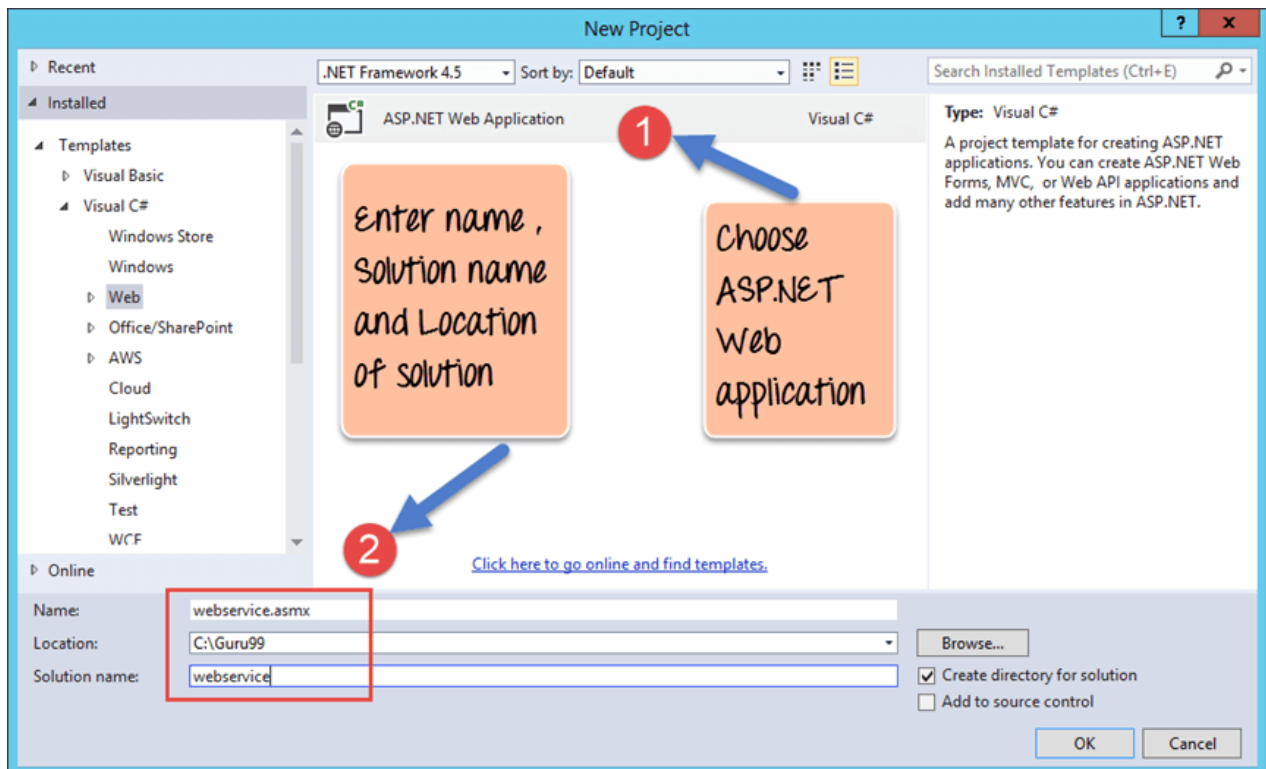 New Project
? x
Recent
Installed
Templates
Visual Basic
Visual C#
Windows Store
Windows
Web
Office/SharePoint
AWS
Cloud
LightSwitch
Reporting
Silverlight
Test
WCF
Online
.NET Framework 4.5 Sort by: Default
C#
ASP.NET Web Application Visual C#
1
Enter name ,
Solution name
and Location
of solution
Choose
ASP.NET
Web
application
2
Click here to go online and find templates.
Search Installed Templates (Ctrl+E)
Type: Visual C#
A project template for creating ASP.NET
applications. You can create ASP.NET Web
Forms, MVC, or Web API applications and
add many other features in ASP.NET.
Name: webservice.asmx
Location: C:\Guru99
Browse...
Solution name: webservice
Create directory for solution
Add to source control
OK Cancel